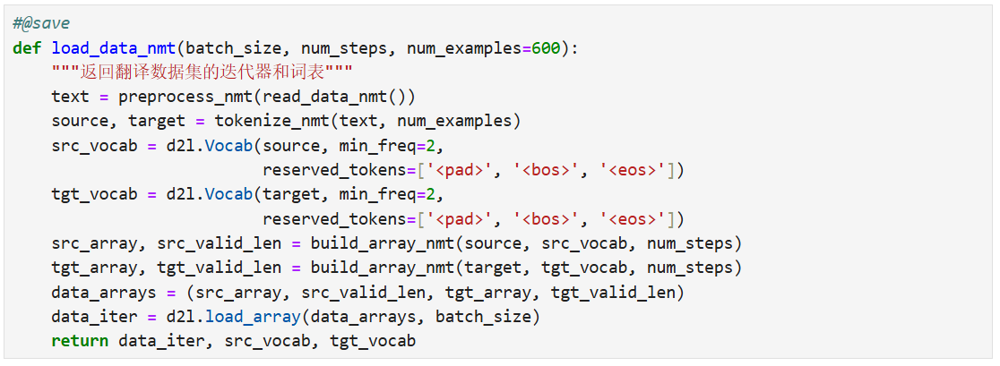 #@save
def load_data_nmt(batch_size, num_steps, num_examples=600):
    """返回翻译数据集的迭代器和词表"""
    text = preprocess_nmt(read_data_nmt())
    source, target = tokenize_nmt(text, num_examples)
    src_vocab = d2l.Vocab(source, min_freq=2,
                          reserved_tokens=['<pad>', '<bos>', '<eos>'])
    tgt_vocab = d2l.Vocab(target, min_freq=2,
                          reserved_tokens=['<pad>', '<bos>', '<eos>'])
    src_array, src_valid_len = build_array_nmt(source, src_vocab, num_steps)
    tgt_array, tgt_valid_len = build_array_nmt(target, tgt_vocab, num_steps)
    data_arrays = (src_array, src_valid_len, tgt_array, tgt_valid_len)
    data_iter = d2l.load_array(data_arrays, batch_size)
    return data_iter, src_vocab, tgt_vocab